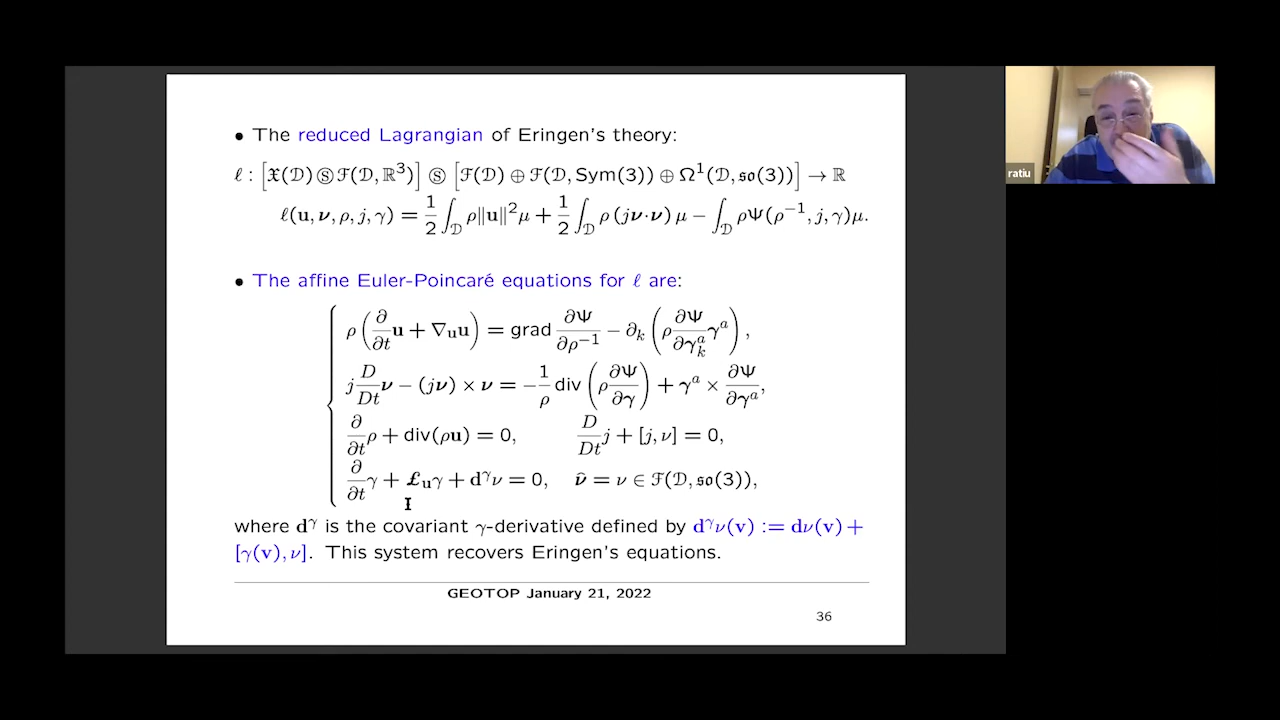 • The reduced Lagrangian of Eringen's theory:
ℓ : [𝔛(𝒟) Ⓢ ℱ(𝒟, ℝ³)] Ⓢ [ℱ(𝒟) ⊕ ℱ(𝒟, Sym(3)) ⊕ Ω¹(𝒟, 𝔰𝔬(3))] → ℝ
ℓ(u, ν, ρ, j, γ) = 1/2 ∫_𝒟 ρ‖u‖²μ + 1/2 ∫_𝒟 ρ (jν·ν) μ − ∫_𝒟 ρΨ(ρ⁻¹, j, γ)μ.
• The affine Euler-Poincaré equations for ℓ are:
ρ(∂/∂t u + ∇_u u) = grad ∂Ψ/∂ρ⁻¹ − ∂_k (ρ ∂Ψ/∂γ^a_k γ^a),
j D/Dt ν − (jν) × ν = −1/ρ div (ρ ∂Ψ/∂γ) + γ^a × ∂Ψ/∂γ^a,
∂/∂t ρ + div(ρu) = 0, D/Dt j + [j, ν] = 0,
∂/∂t γ + £_u γ + d^γ ν = 0, ν̂ = ν ∈ ℱ(𝒟, 𝔰𝔬(3)),
where d^γ is the covariant γ-derivative defined by d^γ ν(v) := dν(v) +
[γ(v), ν]. This system recovers Eringen's equations.
GEOTOP January 21, 2022
36
ratiu